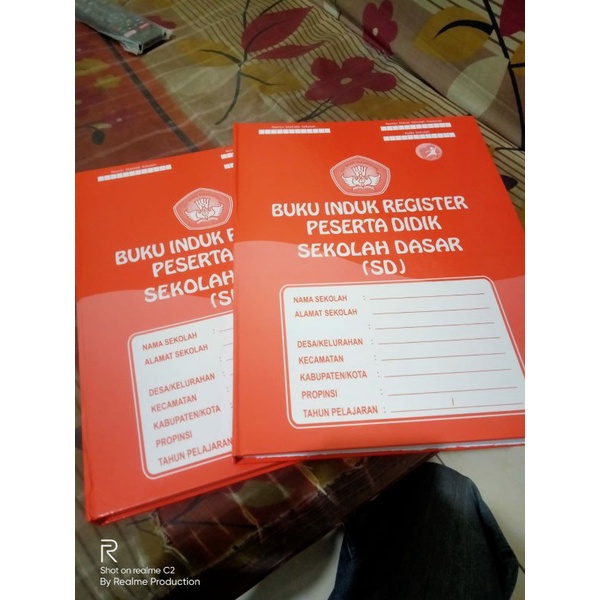 BUKU INDUK REGISTER
PESERTA DIDIK
SEKOLAH DASAR
(SD)
NAMA SEKOLAH :
ALAMAT SEKOLAH :
:
DESA/KELURAHAN :
KECAMATAN :
KABUPATEN/KOTA :
PROPINSI :
TAHUN PELAJARAN :
BUKU INDUK
PESERTA
SEKOLAH
NAMA SEKOLAH :
ALAMAT SEKOLAH :
:
DESA/KELURAHAN :
KECAMATAN :
KABUPATEN/KOTA :
PROPINSI
TAHUN PELAJARAN
R
Shot on realme C2
By Realme Production